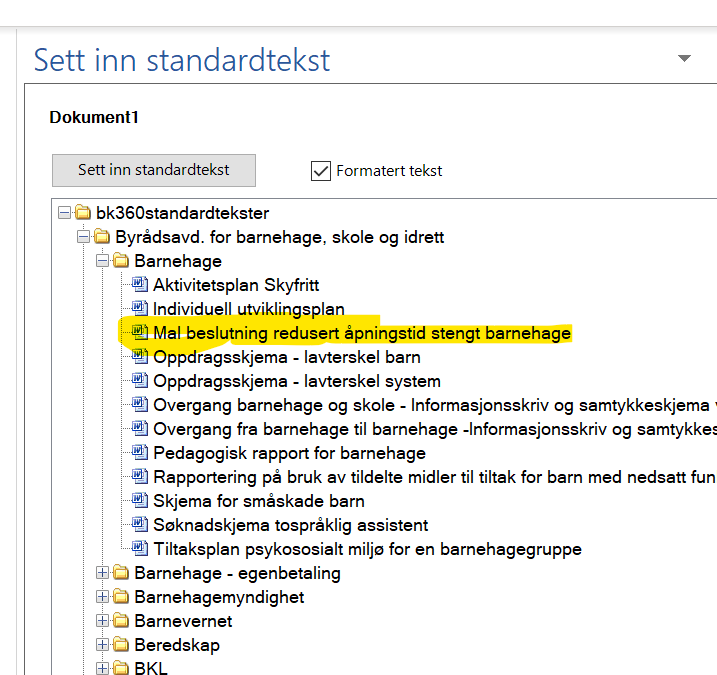 Sett inn standardtekst
Dokument1
Sett inn standardtekst
Formatert tekst
bk360standardtekster
Byrådsavd. for barnehage, skole og idrett
Barnehage
Aktivitetsplan Skyfritt
Individuell utviklingsplan
Mal beslutning redusert åpningstid stengt barnehage
Oppdragsskjema - lavterskel barn
Oppdragsskjema - lavterskel system
Overgang barnehage og skole - Informasjonsskriv og samtykkeskjema
Overgang fra barnehage til barnehage -Informasjonsskriv og samtykkes
Pedagogisk rapport for barnehage
Rapportering på bruk av tildelte midler til tiltak for barn med nedsatt fun
Skjema for småskade barn
Søknadskjema tospråklig assistent
Tiltaksplan psykososialt miljø for en barnehagegruppe
Barnehage - egenbetaling
Barnehagemyndighet
Barnevernet
Beredskap
BKL